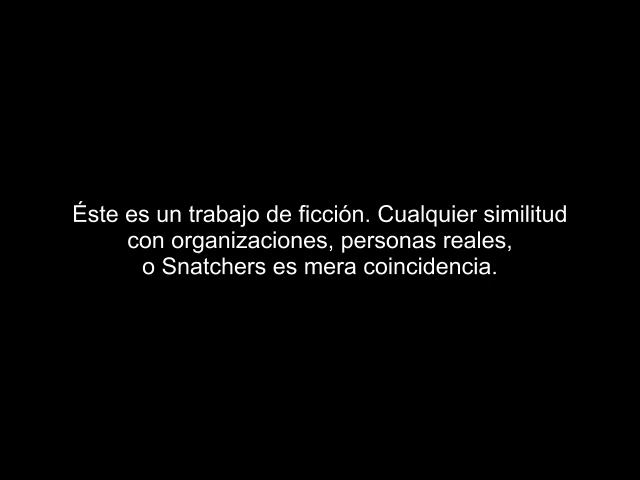 Éste es un trabajo de ficción. Cualquier similitud
con organizaciones, personas reales,
o Snatchers es mera coincidencia.